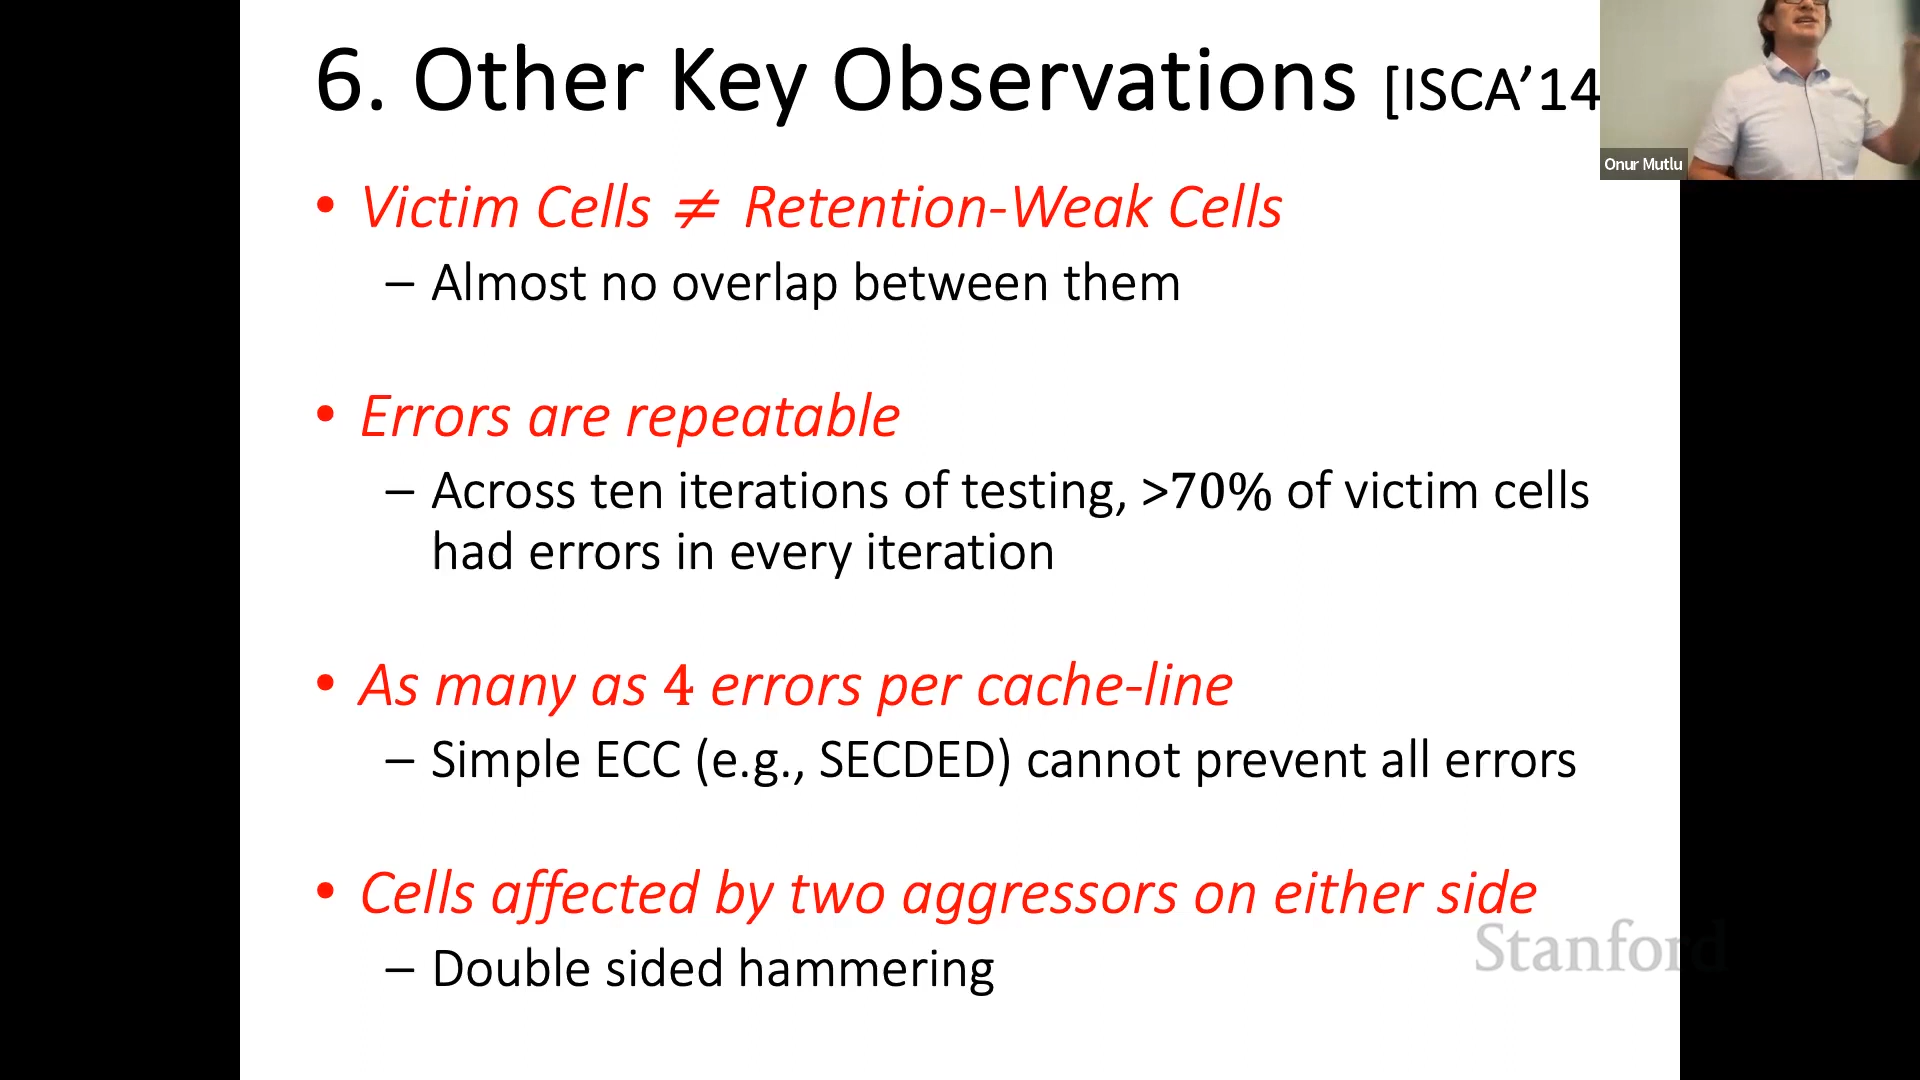 6. Other Key Observations [ISCA’14
Onur Mutlu
• Victim Cells ≠ Retention-Weak Cells
– Almost no overlap between them
• Errors are repeatable
– Across ten iterations of testing, >70% of victim cells
had errors in every iteration
• As many as 4 errors per cache-line
– Simple ECC (e.g., SECDED) cannot prevent all errors
• Cells affected by two aggressors on either side
Stanford
– Double sided hammering